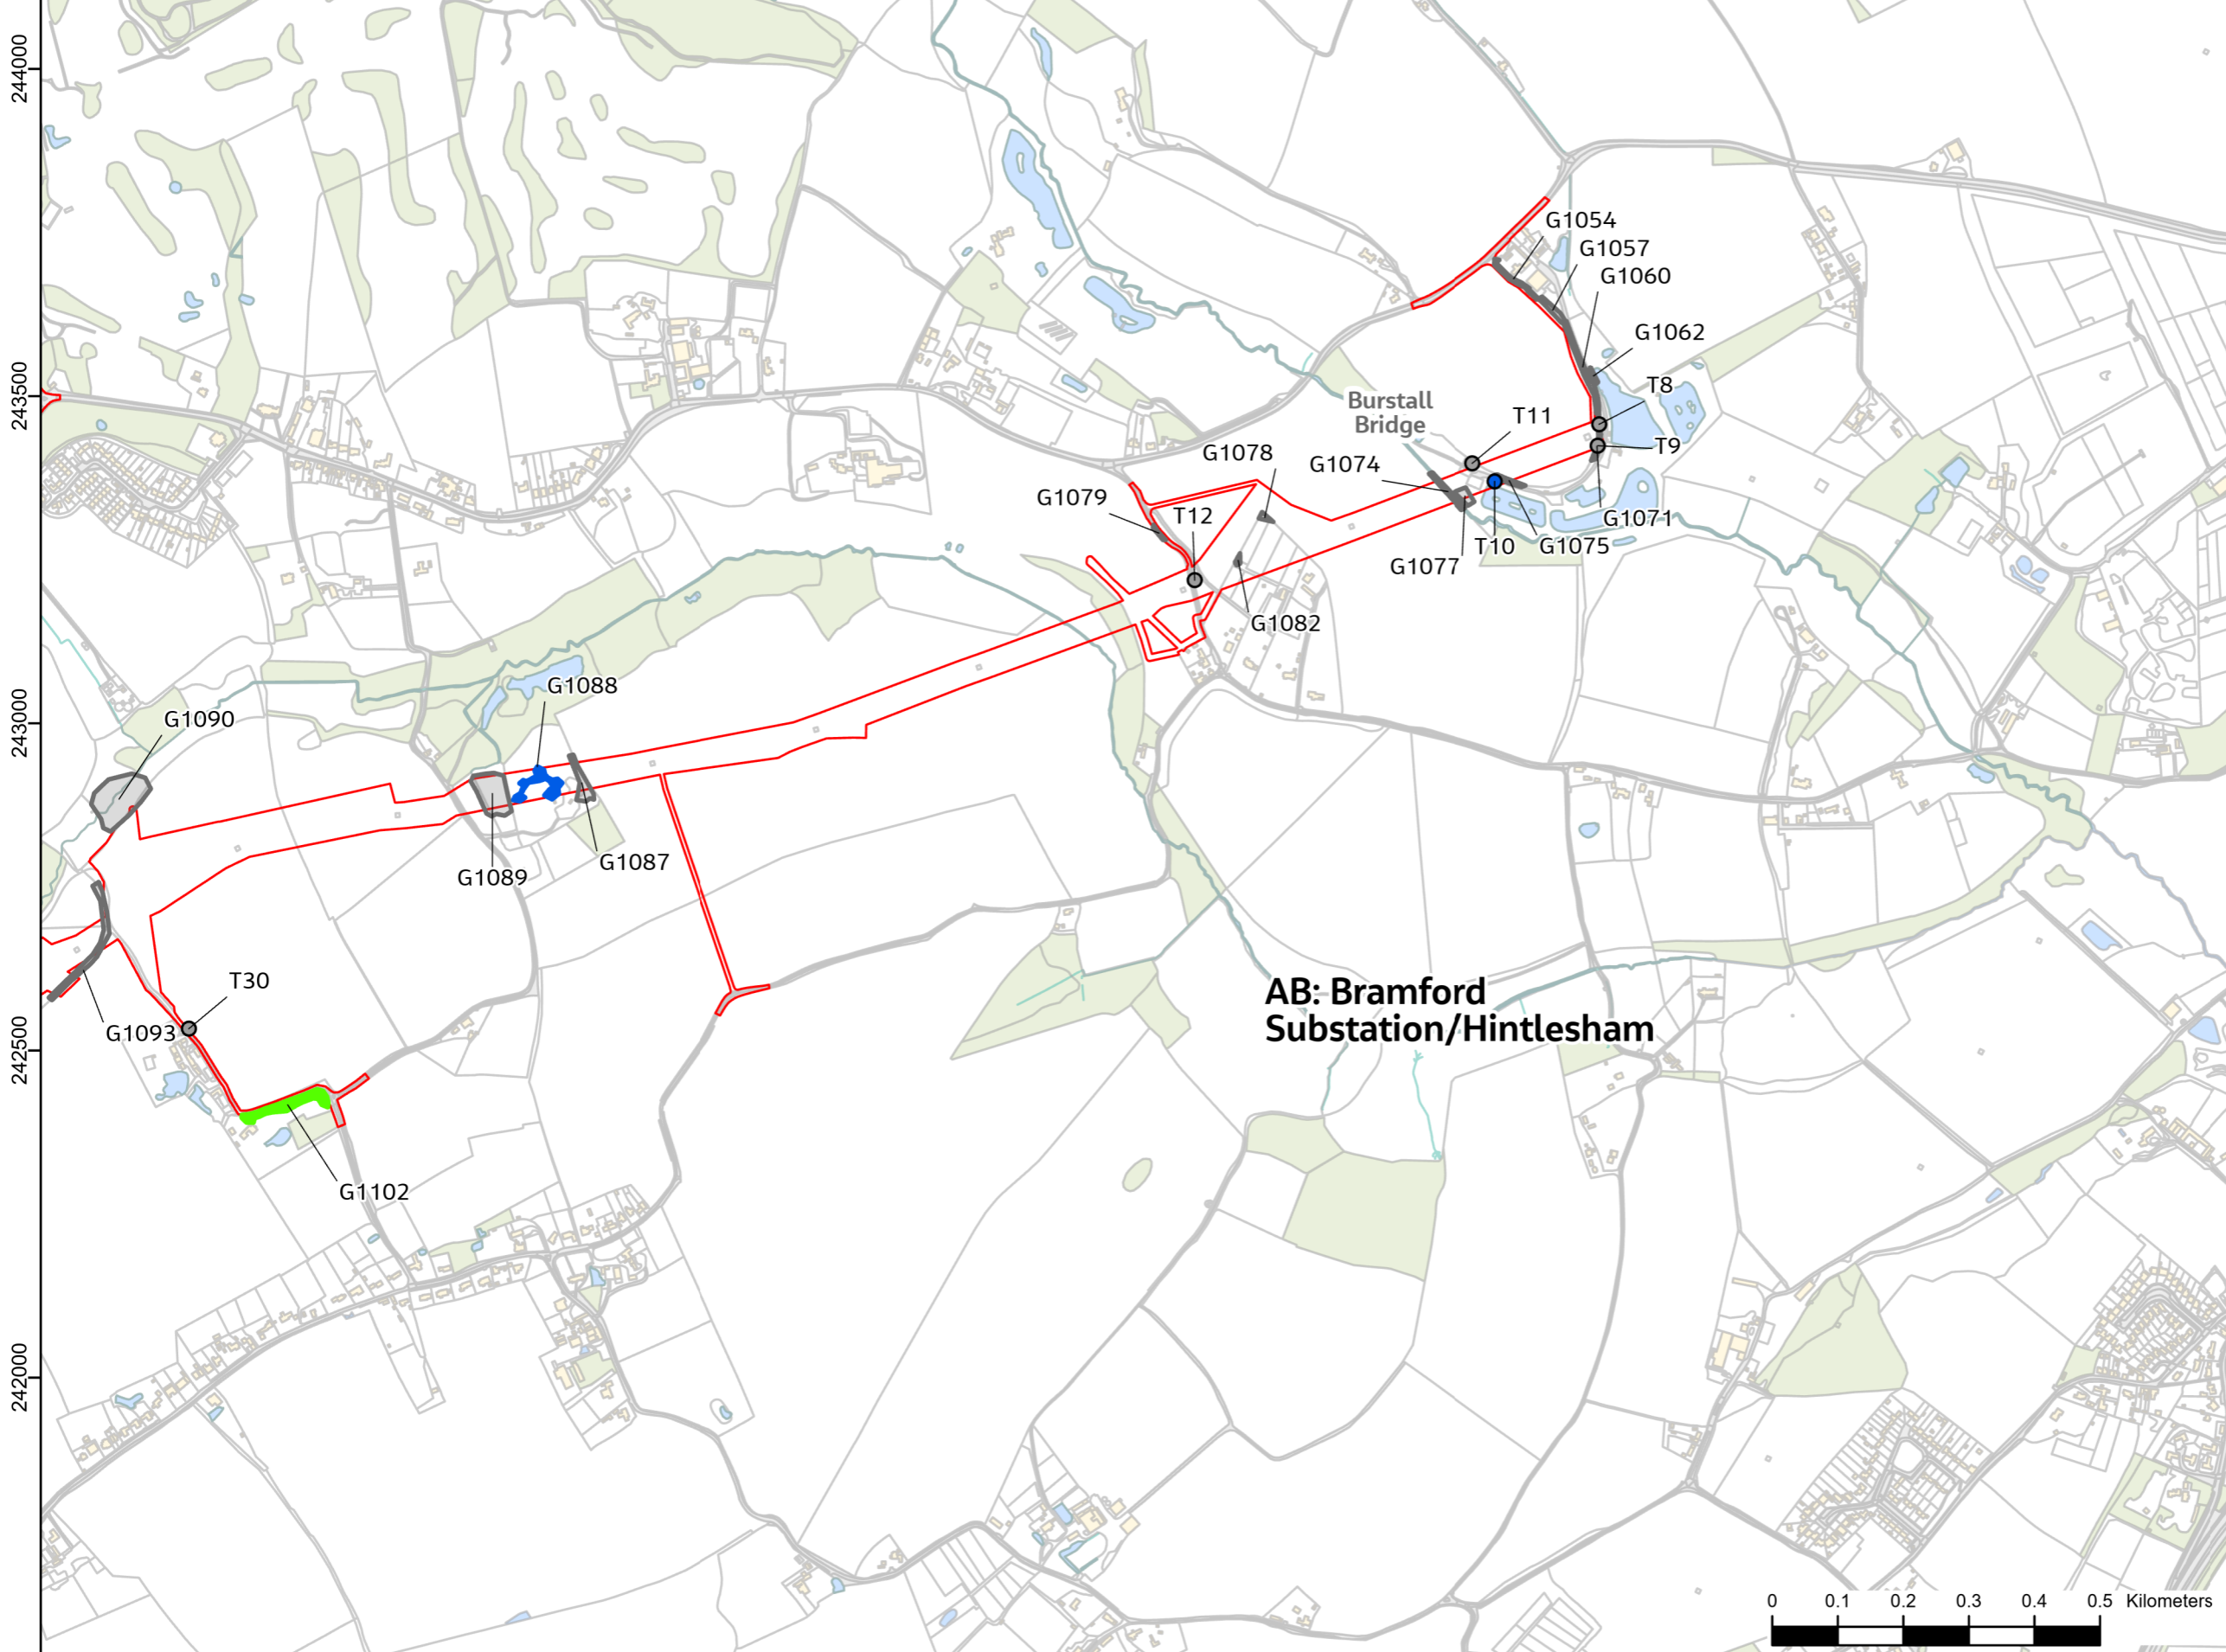 244000
G1054
G1057
G1060
G1062
243500
T8
Burstall
Bridge
T11
T9
G1078
G1074
G1079
T12
G1071
T10
G1075
G1077
G1082
G1088
243000
G1090
G1087
G1089
T30
AB: Bramford
Substation/Hintlesham
G1093
242500
G1102
242000
0 0.1 0.2 0.3 0.4 0.5 Kilometers